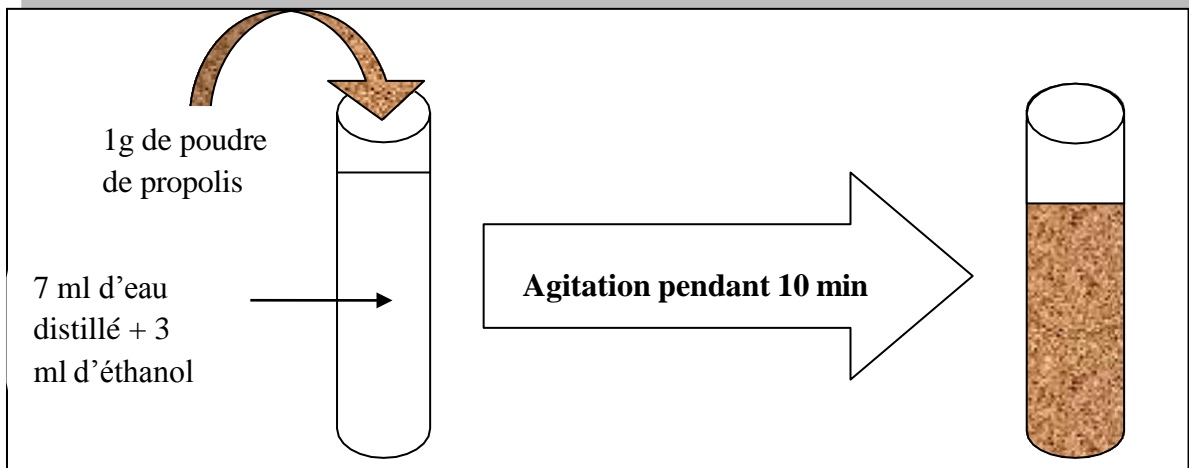 1g de poudre
de propolis
7 ml d’eau
distillé + 3
ml d’éthanol
Agitation pendant 10 min